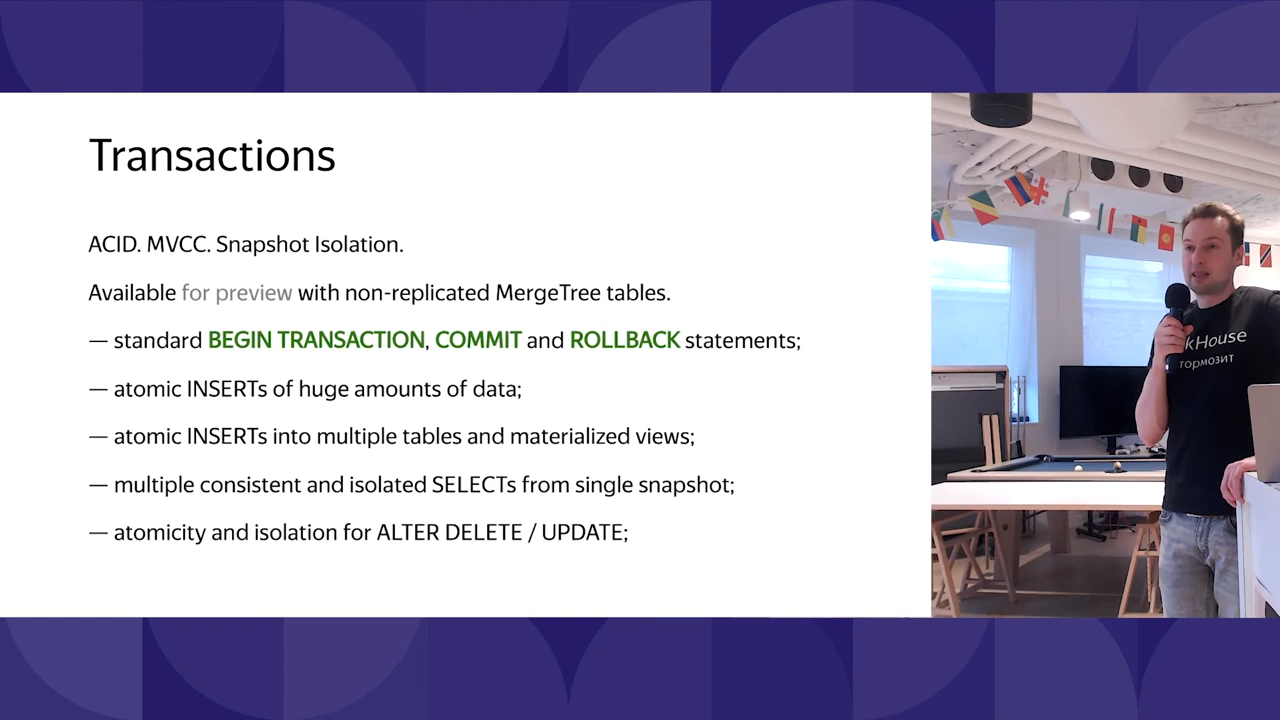 Transactions
ACID. MVCC. Snapshot Isolation.
Available for preview with non-replicated MergeTree tables.
— standard BEGIN TRANSACTION, COMMIT and ROLLBACK statements;
— atomic INSERTs of huge amounts of data;
— atomic INSERTs into multiple tables and materialized views;
— multiple consistent and isolated SELECTs from single snapshot;
— atomicity and isolation for ALTER DELETE / UPDATE;
kHouse
тормозит